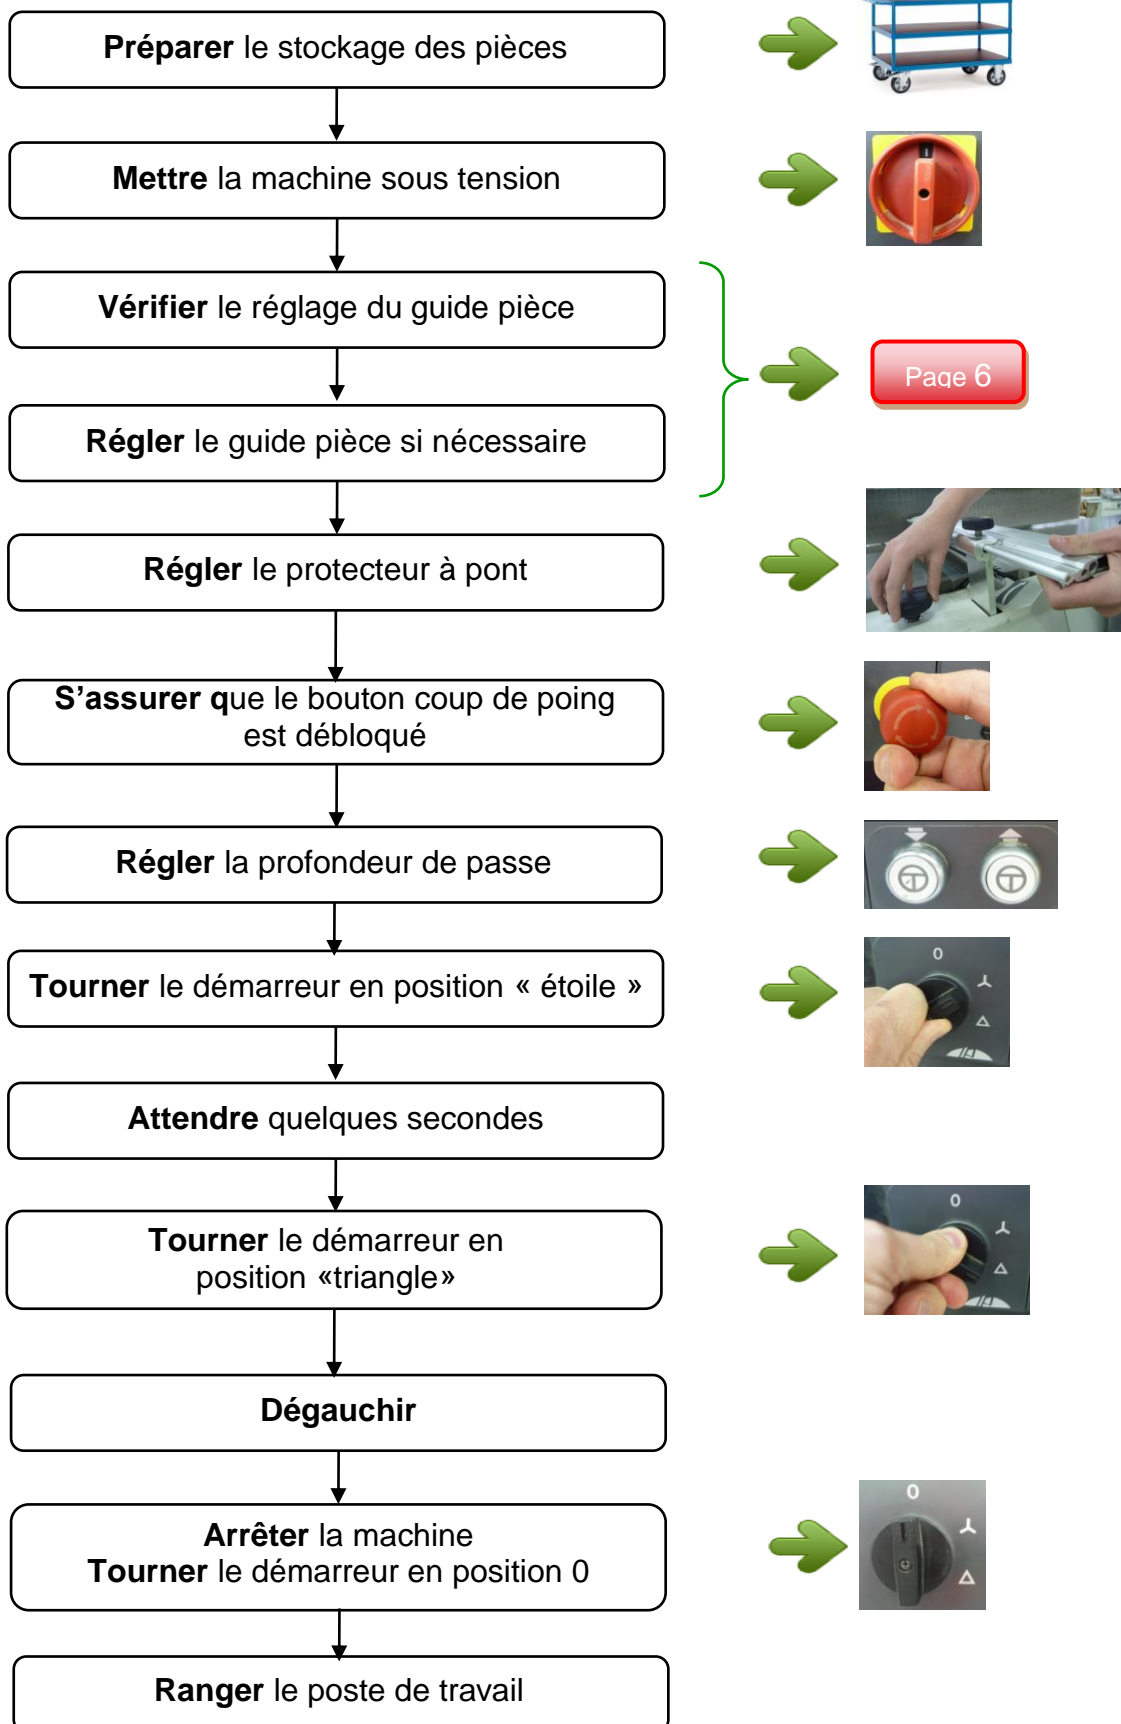 Préparer le stockage des pièces
Mettre la machine sous tension
Vérifier le réglage du guide pièce
Page 6
Régler le guide pièce si nécessaire
Régler le protecteur à pont
S'assurer que le bouton coup de poing
est débloqué
Régler la profondeur de passe
Tourner le démarreur en position « étoile »
0
Attendre quelques secondes
Tourner le démarreur en
position «triangle»
0
Dégauchir
Arrêter la machine
Tourner le démarreur en position 0
0
Ranger le poste de travail